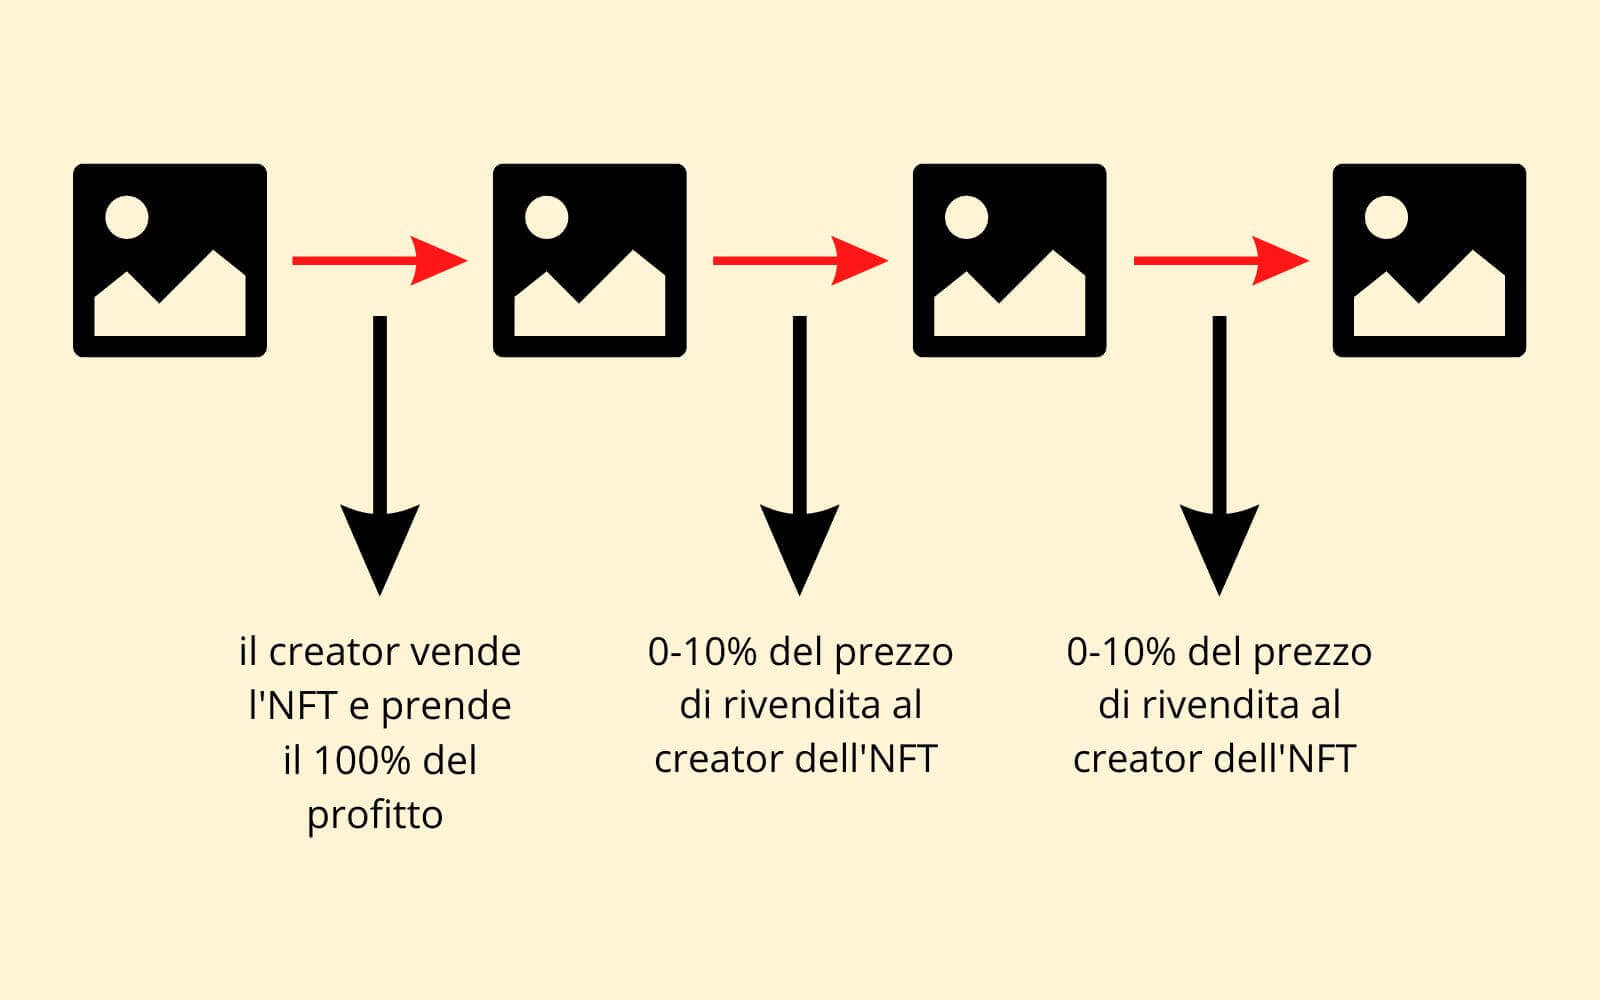 il creator vende
l'NFT e prende
il 100% del
profitto
0-10% del prezzo
di rivendita al
creator dell'NFT
0-10% del prezzo
di rivendita al
creator dell'NFT